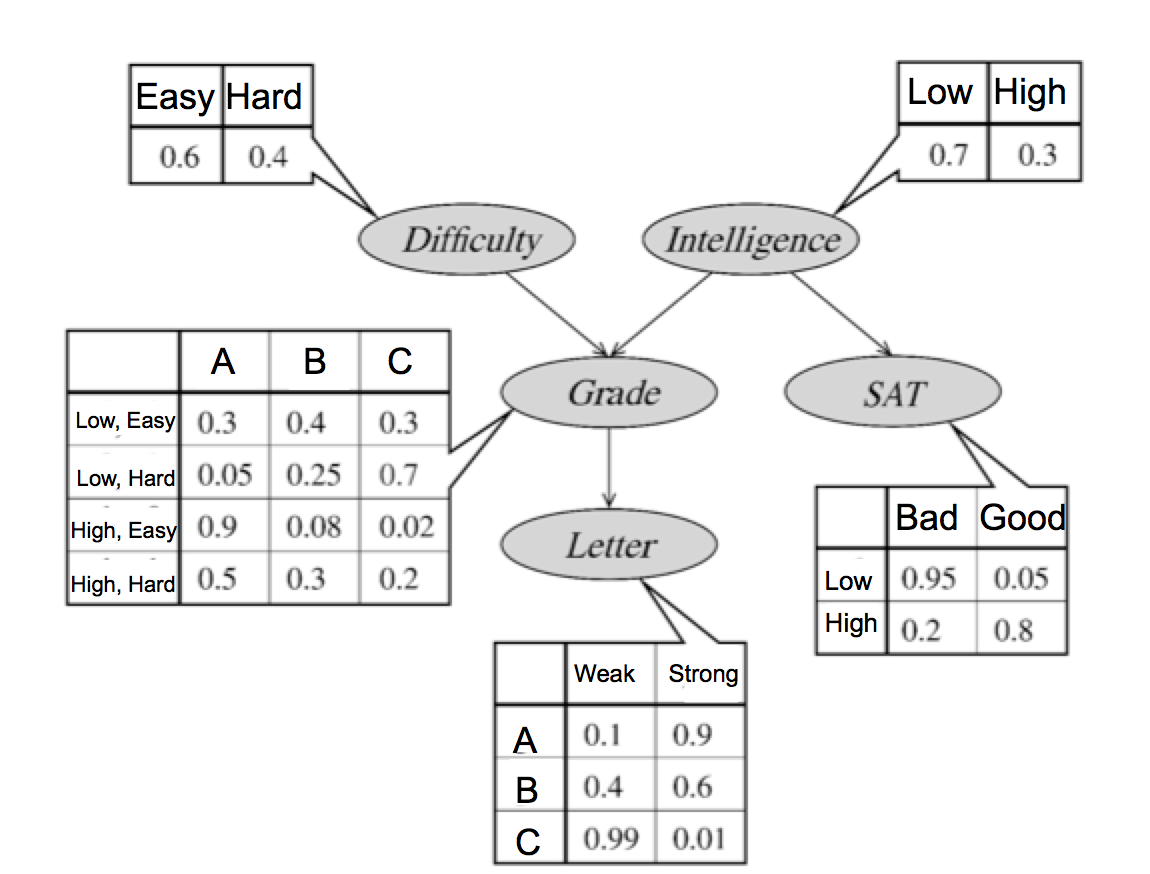 Easy Hard
0.6 0.4
Low High
0.7 0.3
Difficulty
Intelligence
A B C
Low, Easy 0.3 0.4 0.3
Low, Hard 0.05 0.25 0.7
High, Easy 0.9 0.08 0.02
High, Hard 0.5 0.3 0.2
Grade
SAT
Letter
Bad Good
Low 0.95 0.05
High 0.2 0.8
Weak Strong
A 0.1 0.9
B 0.4 0.6
C 0.99 0.01